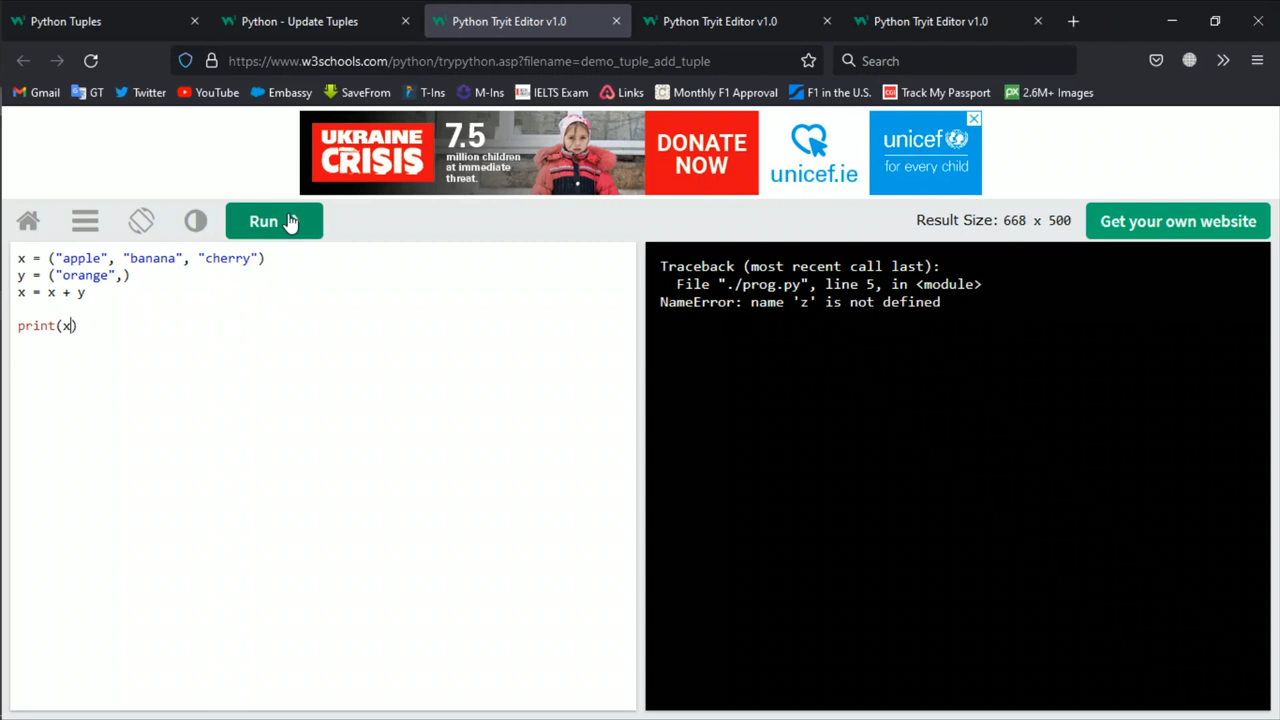 Python Tuples
Python - Update Tuples
Python Tryit Editor v1.0
Python Tryit Editor v1.0
Python Tryit Editor v1.0
https://www.w3schools.com/python/trypython.asp?filename=demo_tuple_add_tuple
Search
Gmail
GT
Twitter
YouTube
Embassy
SaveFrom
T-Ins
M-Ins
IELTS Exam
Links
Monthly F1 Approval
F1 in the U.S.
CGI
Track My Passport
px
2.6M+ Images
UKRAINE
CRISIS
7.5
million children
at immediate
threat.
DONATE
NOW
unicef.ie
unicef
for every child
Run
Result Size: 668 x 500
Get your own website
x = ("apple", "banana", "cherry")
y = ("orange",)
x = x + y
print(x)
Traceback (most recent call last):
File "./prog.py", line 5, in <module>
NameError: name 'z' is not defined